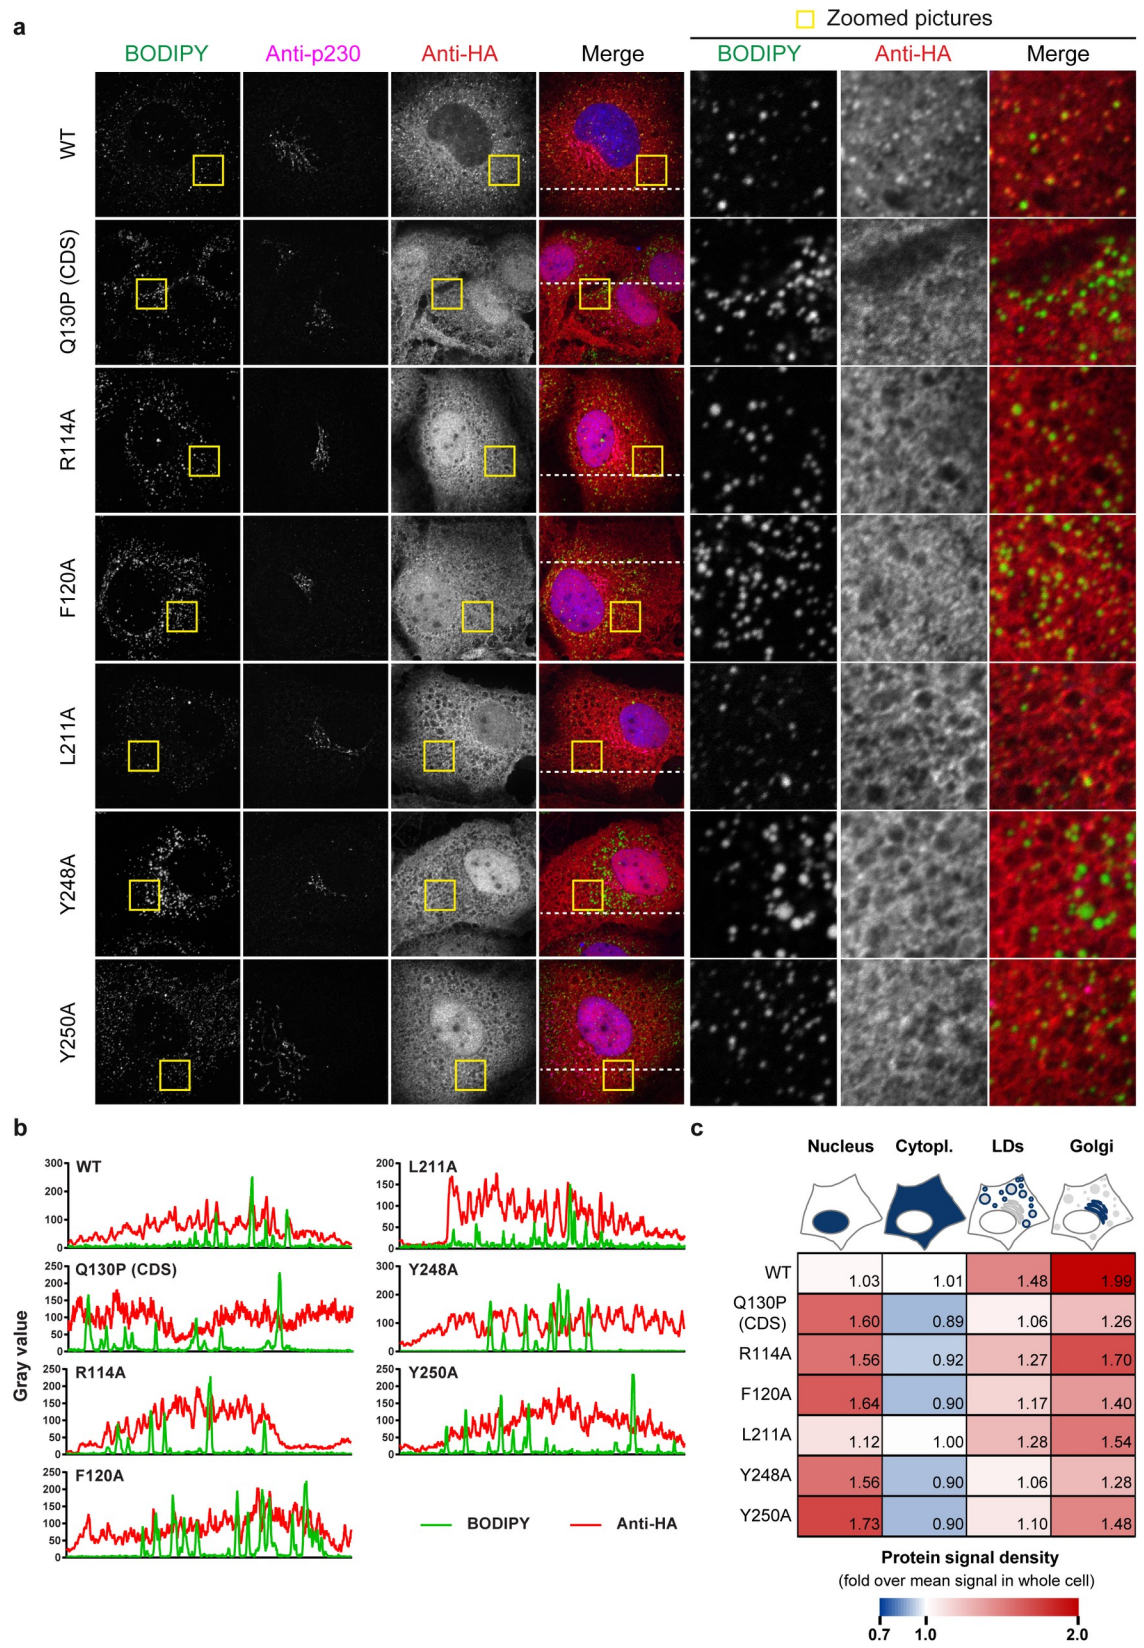 a
Zoomed pictures
BODIPY Anti-p230 Anti-HA Merge BODIPY Anti-HA Merge
WT
Q130P (CDS)
R114A
F120A
L211A
Y248A
Y250A
b
Gray value
WT
300
200
100
0
L211A
200
150
100
50
0
Q130P (CDS)
250
200
150
100
50
0
Y248A
300
200
100
0
R114A
250
200
150
100
50
0
Y250A
250
200
150
100
50
0
F120A
250
200
150
100
50
0
BODIPY Anti-HA
c
Nucleus Cytopl. LDs Golgi
WT 1.03 1.01 1.48 1.99
Q130P
(CDS) 1.60 0.89 1.06 1.26
R114A 1.56 0.92 1.27 1.70
F120A 1.64 0.90 1.17 1.40
L211A 1.12 1.00 1.28 1.54
Y248A 1.56 0.90 1.06 1.28
Y250A 1.73 0.90 1.10 1.48
Protein signal density
(fold over mean signal in whole cell)
0.7 1.0 2.0